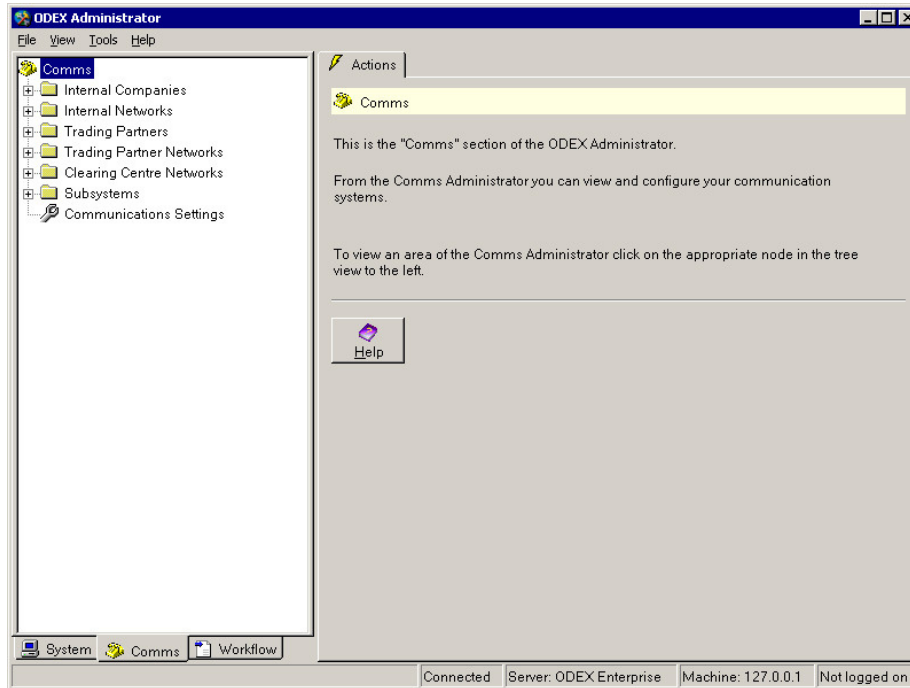 ODEX Administrator
File View Tools Help
Comms
Internal Companies
Internal Networks
Trading Partners
Trading Partner Networks
Clearing Centre Networks
Subsystems
Communications Settings
Actions
Comms
This is the "Comms" section of the ODEX Administrator.
From the Comms Administrator you can view and configure your communication
systems.
To view an area of the Comms Administrator click on the appropriate node in the tree
view to the left.
Help
System Comms Workflow
Connected Server: ODEX Enterprise Machine: 127.0.0.1 Not logged on